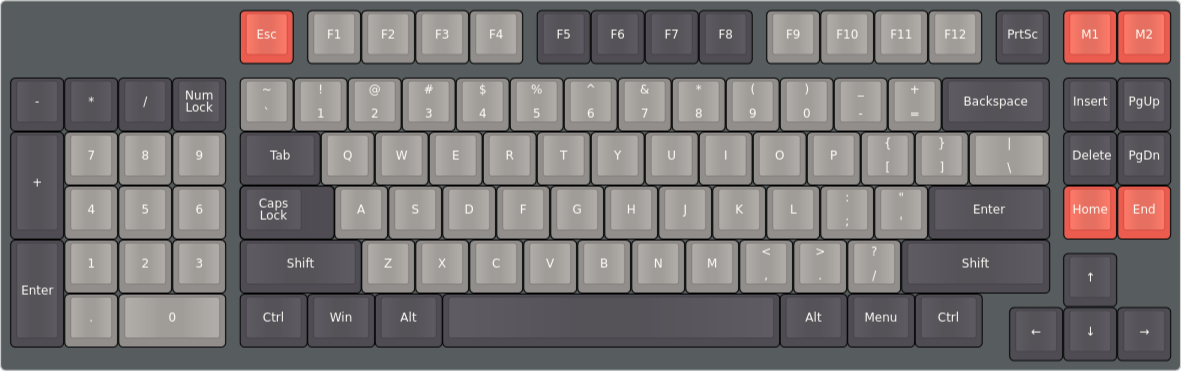 Esc F1 F2 F3 F4 F5 F6 F7 F8 F9 F10 F11 F12 PrtSc M1 M2
- * / Num Lock ~ ` ! 1 @ 2 # 3 $ 4 % 5 ^ 6 & 7 * 8 ( 9 ) 0 _ - + = Backspace Insert PgUp
+ 7 8 9 Tab Q W E R T Y U I O P { [ } ] | \ Delete PgDn
4 5 6 Caps Lock A S D F G H J K L : ; " ' Enter Home End
Enter 1 2 3 Shift Z X C V B N M < , > . ? / Shift ↑
. 0 Ctrl Win Alt Alt Menu Ctrl ← ↓ →